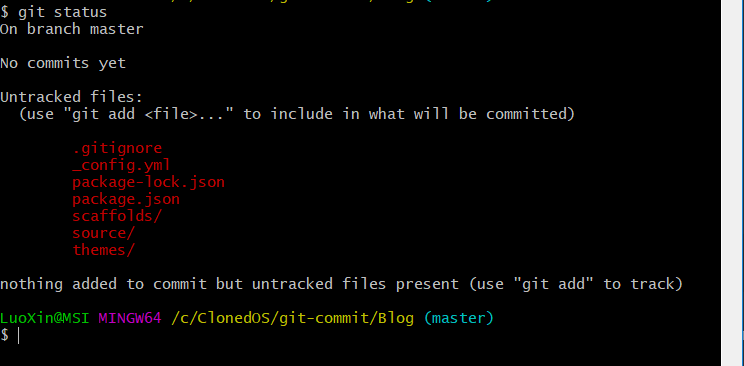 $ git status
On branch master
No commits yet
Untracked files:
(use "git add <file>..." to include in what will be committed)
.gitignore
_config.yml
package-lock.json
package.json
scaffolds/
source/
themes/
nothing added to commit but untracked files present (use "git add" to track)
LuoXin@MSI MINGW64 /c/ClonedOS/git-commit/Blog (master)
$